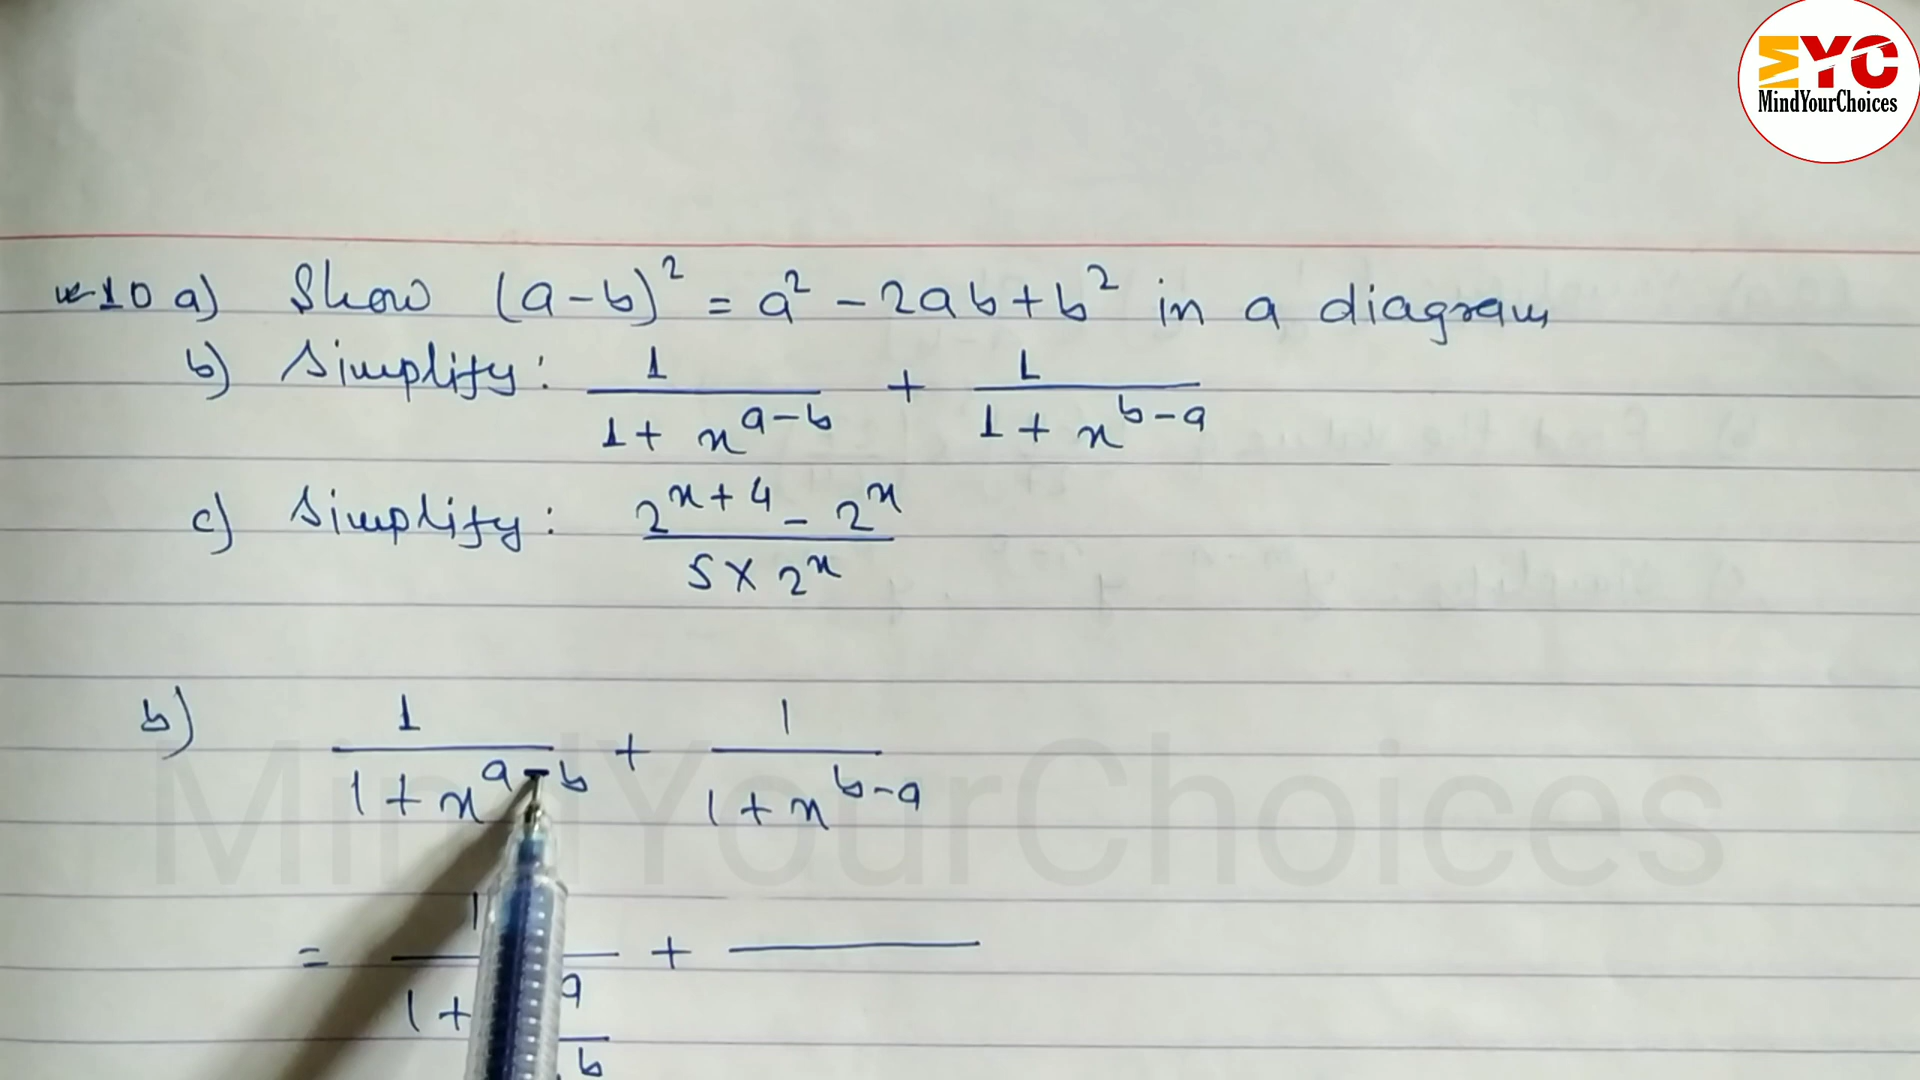 MYC
MindYourChoices
10 a) Show (a-b)² = a² - 2ab + b² in a diagram
b) Simplify: 1/(1 + x^(a-b)) + 1/(1 + x^(b-a))
c) Simplify: (2^(x+4) - 2^x)/(5 × 2^x)
b) 1/(1 + x^(a-b)) + 1/(1 + x^(b-a))
MindYourChoices
= 1 +
1 + a
b